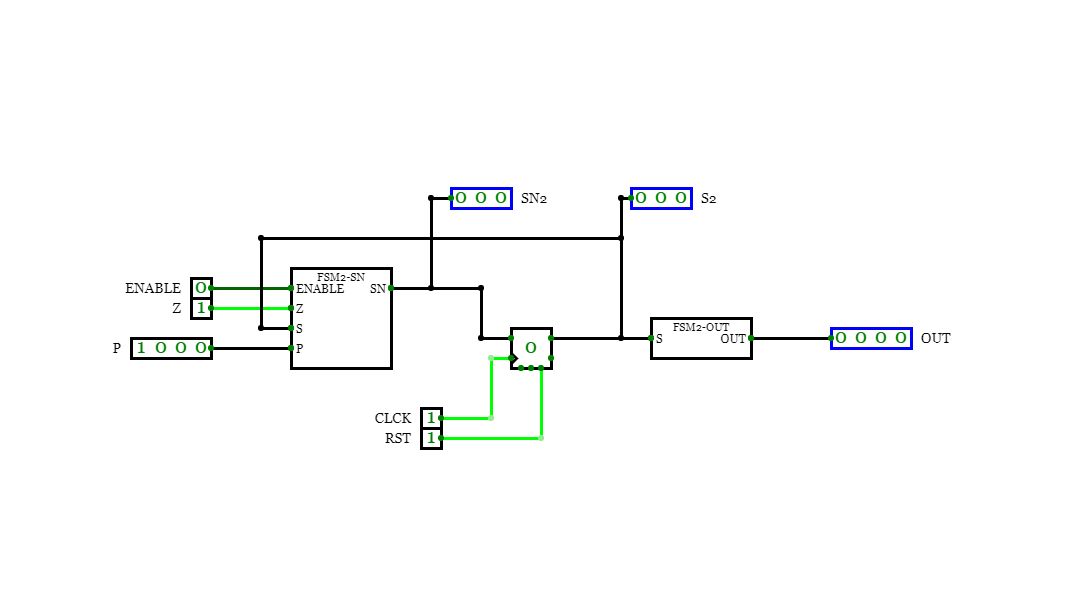 0 0 0 SN2
0 0 0 S2
FSM2-SN
ENABLE 0 ENABLE SN
Z 1 Z
S
P 1 0 0 0 P
0
FSM2-OUT
S OUT
0 0 0 0 OUT
CLCK 1
RST 1